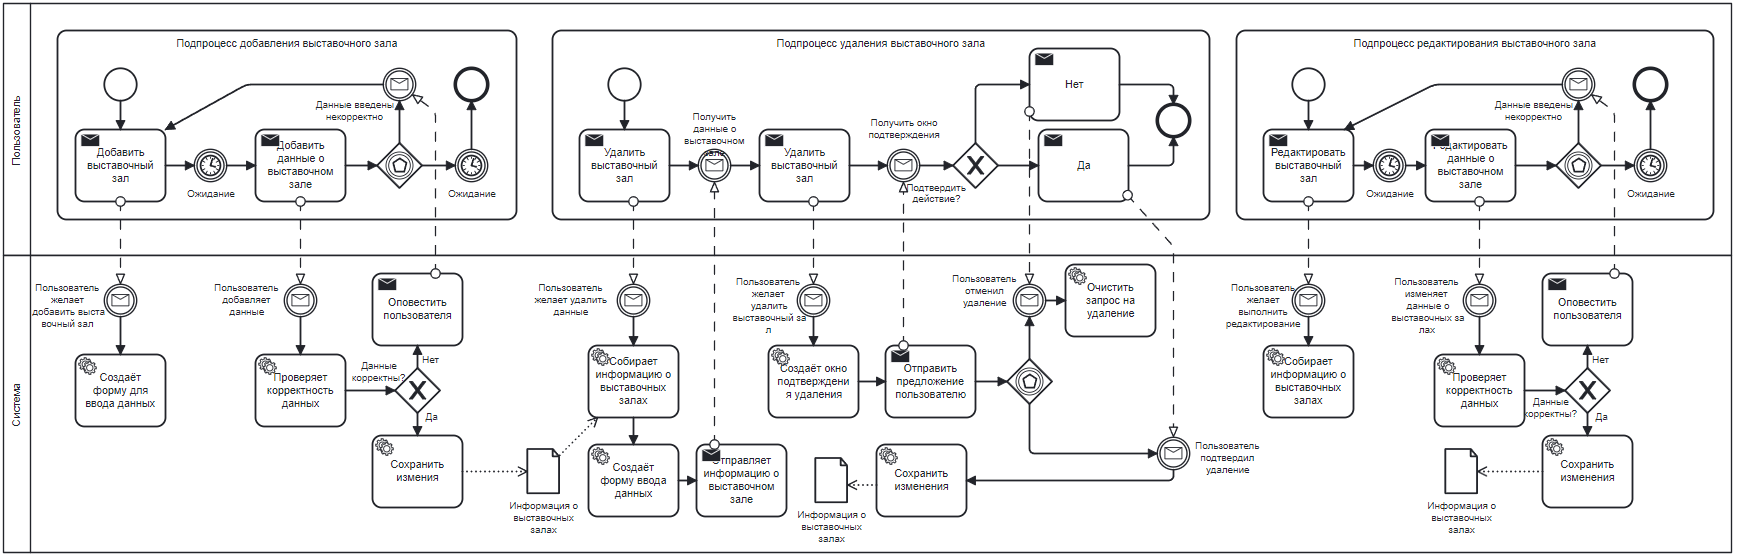 Пользователь
Подпроцесс добавления выставочного зала
Данные введены
некорректно
Добавить
выставочный
зал
Ожидание
Добавить
данные о
выставочном
зале
Ожидание
Подпроцесс удаления выставочного зала
Удалить
выставочный
зал
Получить
данные о
выставочном
зале
Удалить
выставочный
зал
Получить окно
подтверждения
Подтвердить
действие?
Нет
Да
Подпроцесс редактирования выставочного зала
Данные введены
некорректно
Редактировать
выставочный
зал
Ожидание
Редактировать
данные о
выставочном
зале
Ожидание
Система
Пользователь
желает
добавить выста
вочный зал
Создаёт
форму для
ввода данных
Пользователь
добавляет
данные
Проверяет
корректность
данных
Данные
корректны?
Нет
Да
Оповестить
пользователя
Сохранить
измения
Информация о
выставочных
залах
Пользователь
желает удалить
данные
Собирает
информацию о
выставочных
залах
Создаёт
форму ввода
данных
Отправляет
информацию о
выставочном
зале
Пользователь
желает
удалить
выставочный за
л
Создаёт окно
подтверждени
я удаления
Отправить
предложение
пользователю
Пользователь
отменил
удаление
Очистить
запрос на
удаление
Пользователь
подтвердил
удаление
Сохранить
изменения
Информация о
выставочных
залах
Пользователь
желает
выполнить
редактирование
Собирает
информацию о
выставочных
залах
Пользователь
изменяет
данные о
выставочных за
лах
Проверяет
корректность
данных
Данные
корректны?
Нет
Да
Оповестить
пользователя
Сохранить
изменения
Информация о
выставочных
залах